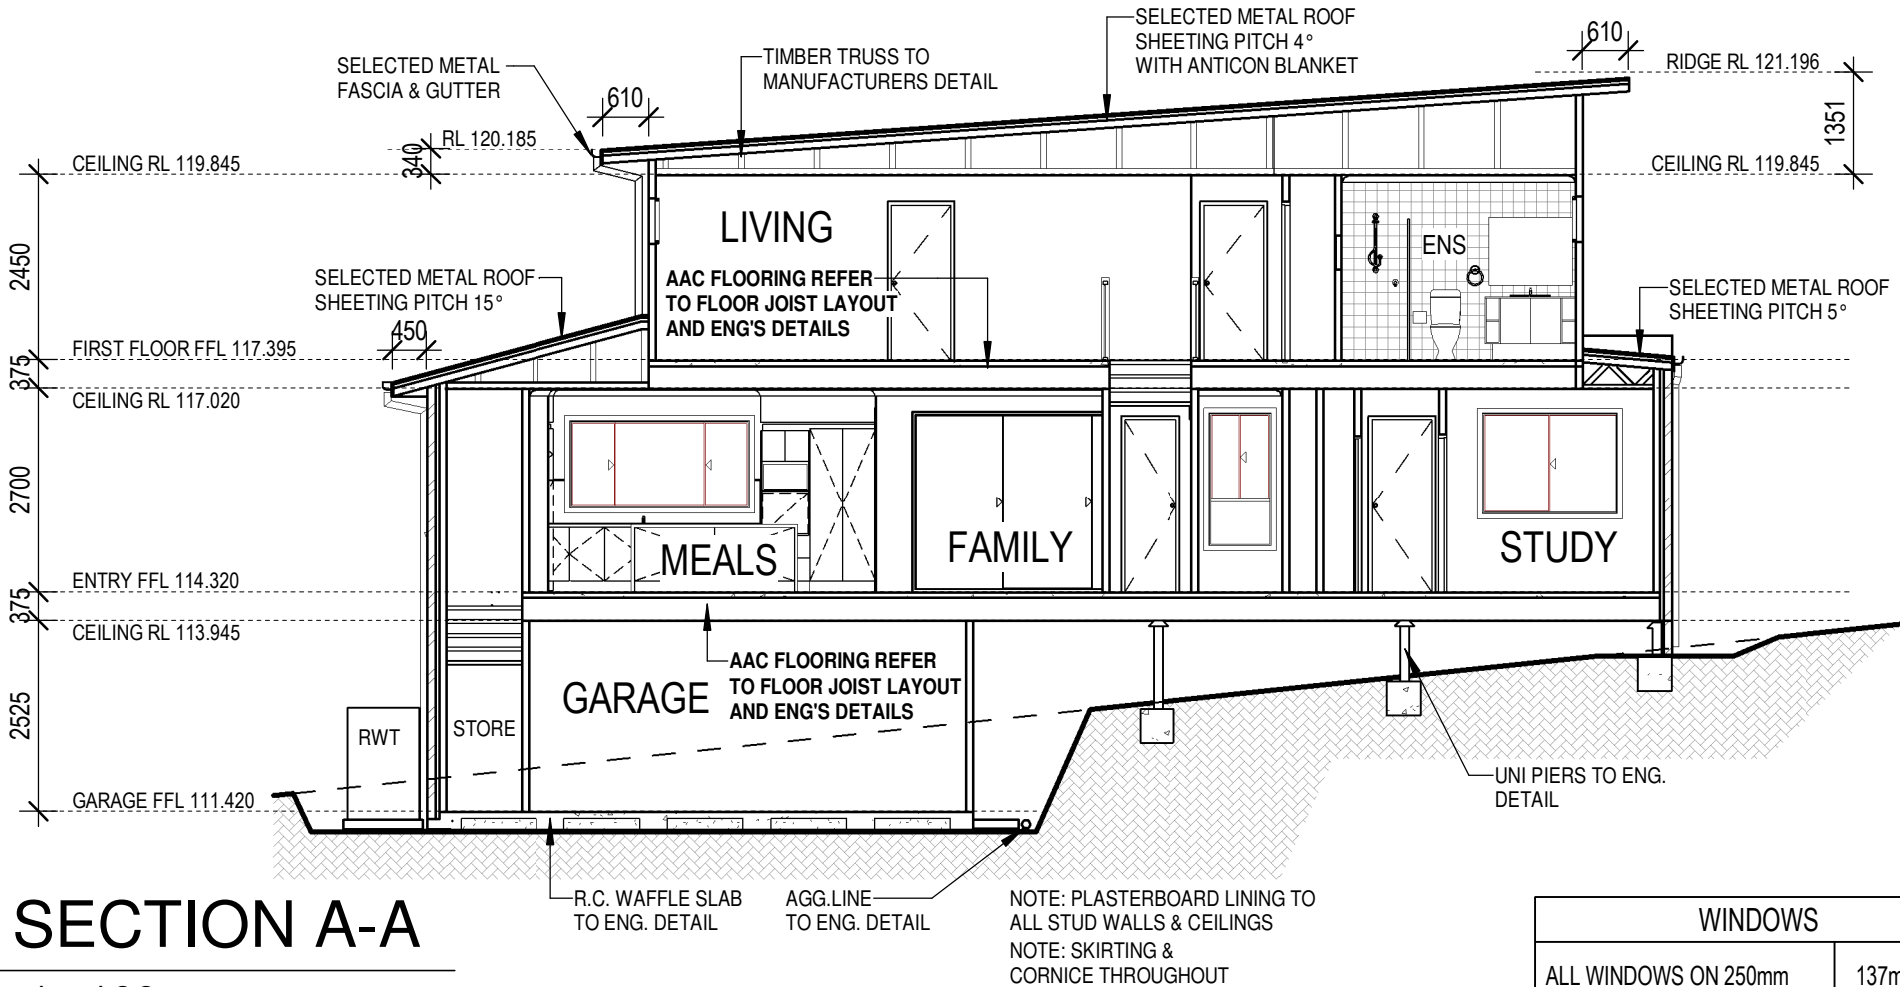 SELECTED METAL ROOF
SHEETING PITCH 4°
WITH ANTICON BLANKET
610
RIDGE RL 121.196
SELECTED METAL
FASCIA & GUTTER
TIMBER TRUSS TO
MANUFACTURERS DETAIL
610
1351
RL 120.185
340
CEILING RL 119.845
CEILING RL 119.845
LIVING
ENS
2450
SELECTED METAL ROOF
SHEETING PITCH 15°
AAC FLOORING REFER
TO FLOOR JOIST LAYOUT
AND ENG'S DETAILS
SELECTED METAL ROOF
SHEETING PITCH 5°
450
FIRST FLOOR FFL 117.395
375
CEILING RL 117.020
2700
MEALS
FAMILY
STUDY
ENTRY FFL 114.320
375
CEILING RL 113.945
AAC FLOORING REFER
TO FLOOR JOIST LAYOUT
AND ENG'S DETAILS
GARAGE
2525
RWT
STORE
UNI PIERS TO ENG.
DETAIL
GARAGE FFL 111.420
R.C. WAFFLE SLAB
TO ENG. DETAIL
AGG.LINE
TO ENG. DETAIL
NOTE: PLASTERBOARD LINING TO
ALL STUD WALLS & CEILINGS
NOTE: SKIRTING &
CORNICE THROUGHOUT
SECTION A-A
WINDOWS
ALL WINDOWS ON 250mm
137m